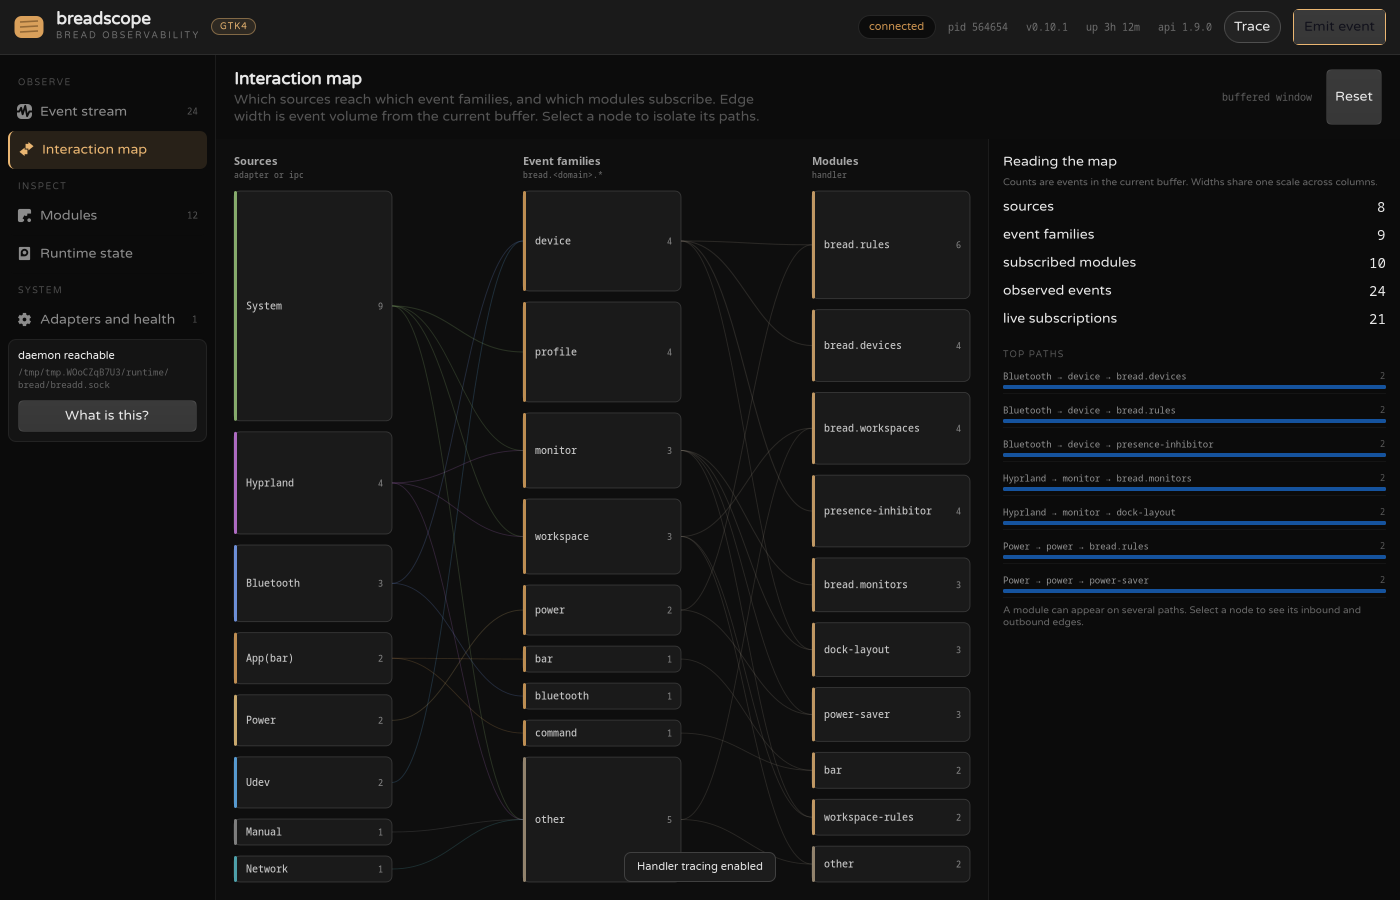 breadscope
BREAD OBSERVABILITY
GTK4
connected
pid 564654
v0.10.1
up 3h 12m
api 1.9.0
Trace
Emit event
OBSERVE
Event stream 24
Interaction map
INSPECT
Modules 12
Runtime state
SYSTEM
Adapters and health 1
daemon reachable
/tmp/tmp.WOoCZqB7U3/runtime/
bread/breadd.sock
What is this?
Interaction map
Which sources reach which event families, and which modules subscribe. Edge
width is event volume from the current buffer. Select a node to isolate its paths.
buffered window
Reset
Sources
adapter or ipc
System 9
Hyprland 4
Bluetooth 3
App(bar) 2
Power 2
Udev 2
Manual 1
Network 1
Event families
bread.<domain>.*
device 4
profile 4
monitor 3
workspace 3
power 2
bar 1
bluetooth 1
command 1
other 5
Modules
handler
bread.rules 6
bread.devices 4
bread.workspaces 4
presence-inhibitor 4
bread.monitors 3
dock-layout 3
power-saver 3
bar 2
workspace-rules 2
other 2
Handler tracing enabled
Reading the map
Counts are events in the current buffer. Widths share one scale across columns.
sources 8
event families 9
subscribed modules 10
observed events 24
live subscriptions 21
TOP PATHS
Bluetooth → device → bread.devices 2
Bluetooth → device → bread.rules 2
Bluetooth → device → presence-inhibitor 2
Hyprland → monitor → bread.monitors 2
Hyprland → monitor → dock-layout 2
Power → power → bread.rules 2
Power → power → power-saver 2
A module can appear on several paths. Select a node to see its inbound and
outbound edges.